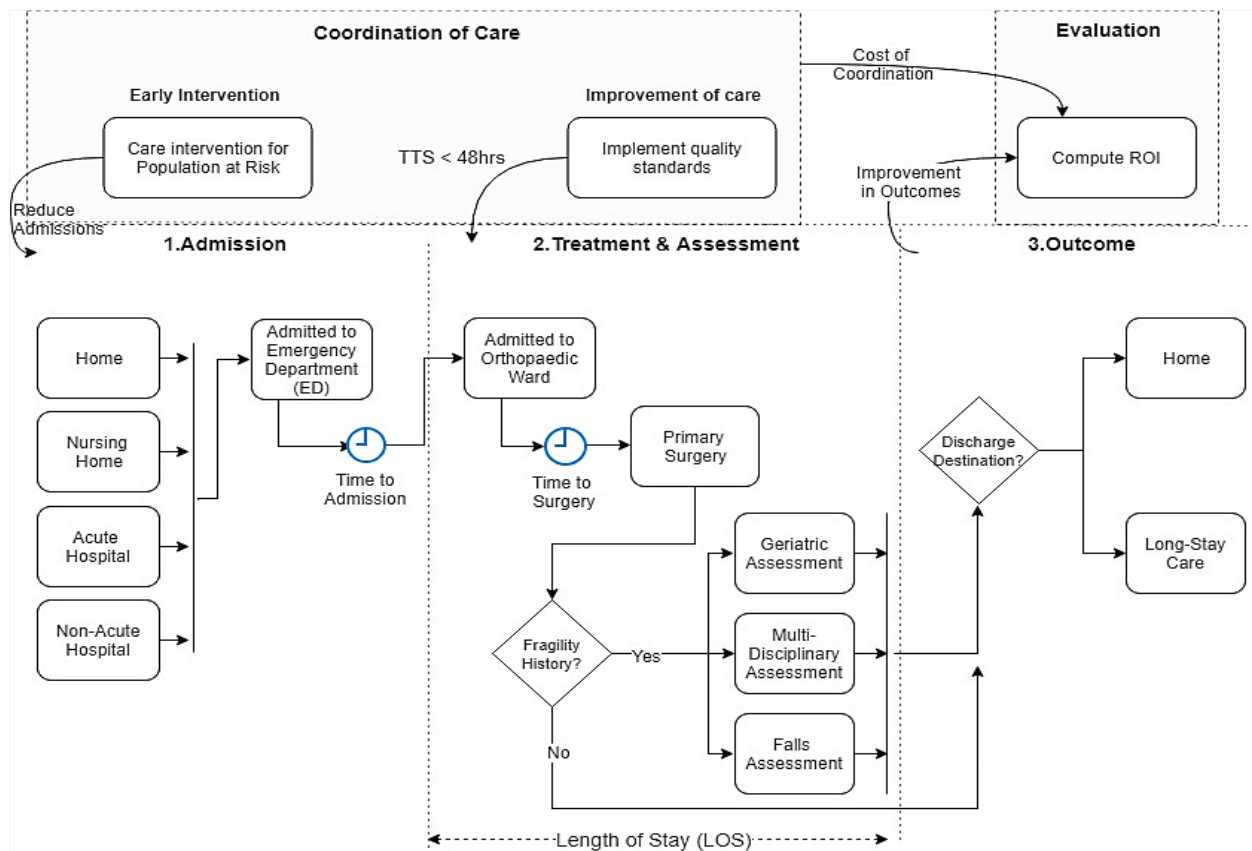 Coordination of Care
Evaluation
Cost of
Coordination
Early Intervention
Improvement of care
Care intervention for
Population at Risk
TTS < 48hrs
Implement quality
standards
Improvement
in Outcomes
Compute ROI
Reduce
Admissions
1.Admission
2.Treatment & Assessment
3.Outcome
Home
Nursing
Home
Acute
Hospital
Non-Acute
Hospital
Admitted to
Emergency
Department
(ED)
Time to
Admission
Admitted to
Orthopaedic
Ward
Time to
Surgery
Primary
Surgery
Fragility
History?
Yes
No
Geriatric
Assessment
Multi-
Disciplinary
Assessment
Falls
Assessment
Discharge
Destination?
Home
Long-Stay
Care
Length of Stay (LOS)